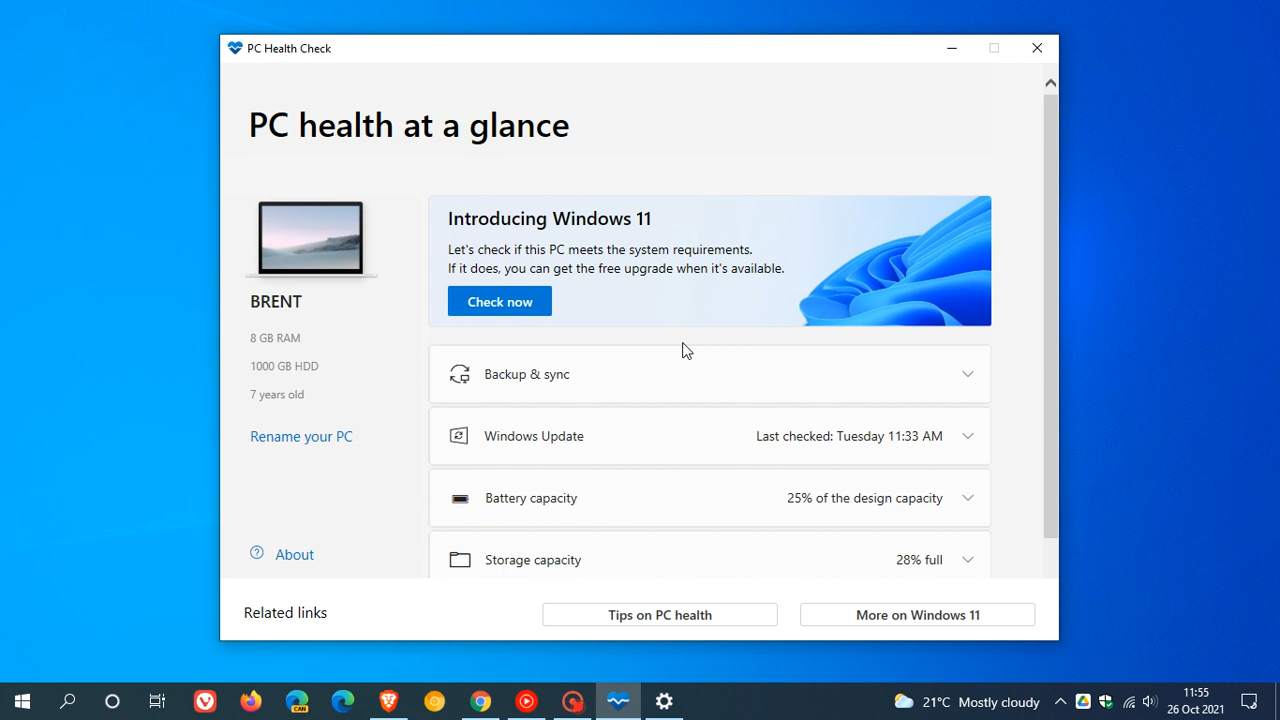 PC Health Check
PC health at a glance
BRENT
8 GB RAM
1000 GB HDD
7 years old
Rename your PC
About
Introducing Windows 11
Let's check if this PC meets the system requirements.
If it does, you can get the free upgrade when it's available.
Check now
Backup & sync
Windows Update Last checked: Tuesday 11:33 AM
Battery capacity 25% of the design capacity
Storage capacity 28% full
Related links Tips on PC health More on Windows 11
CAN
21°C Mostly cloudy
11:55
26 Oct 2021